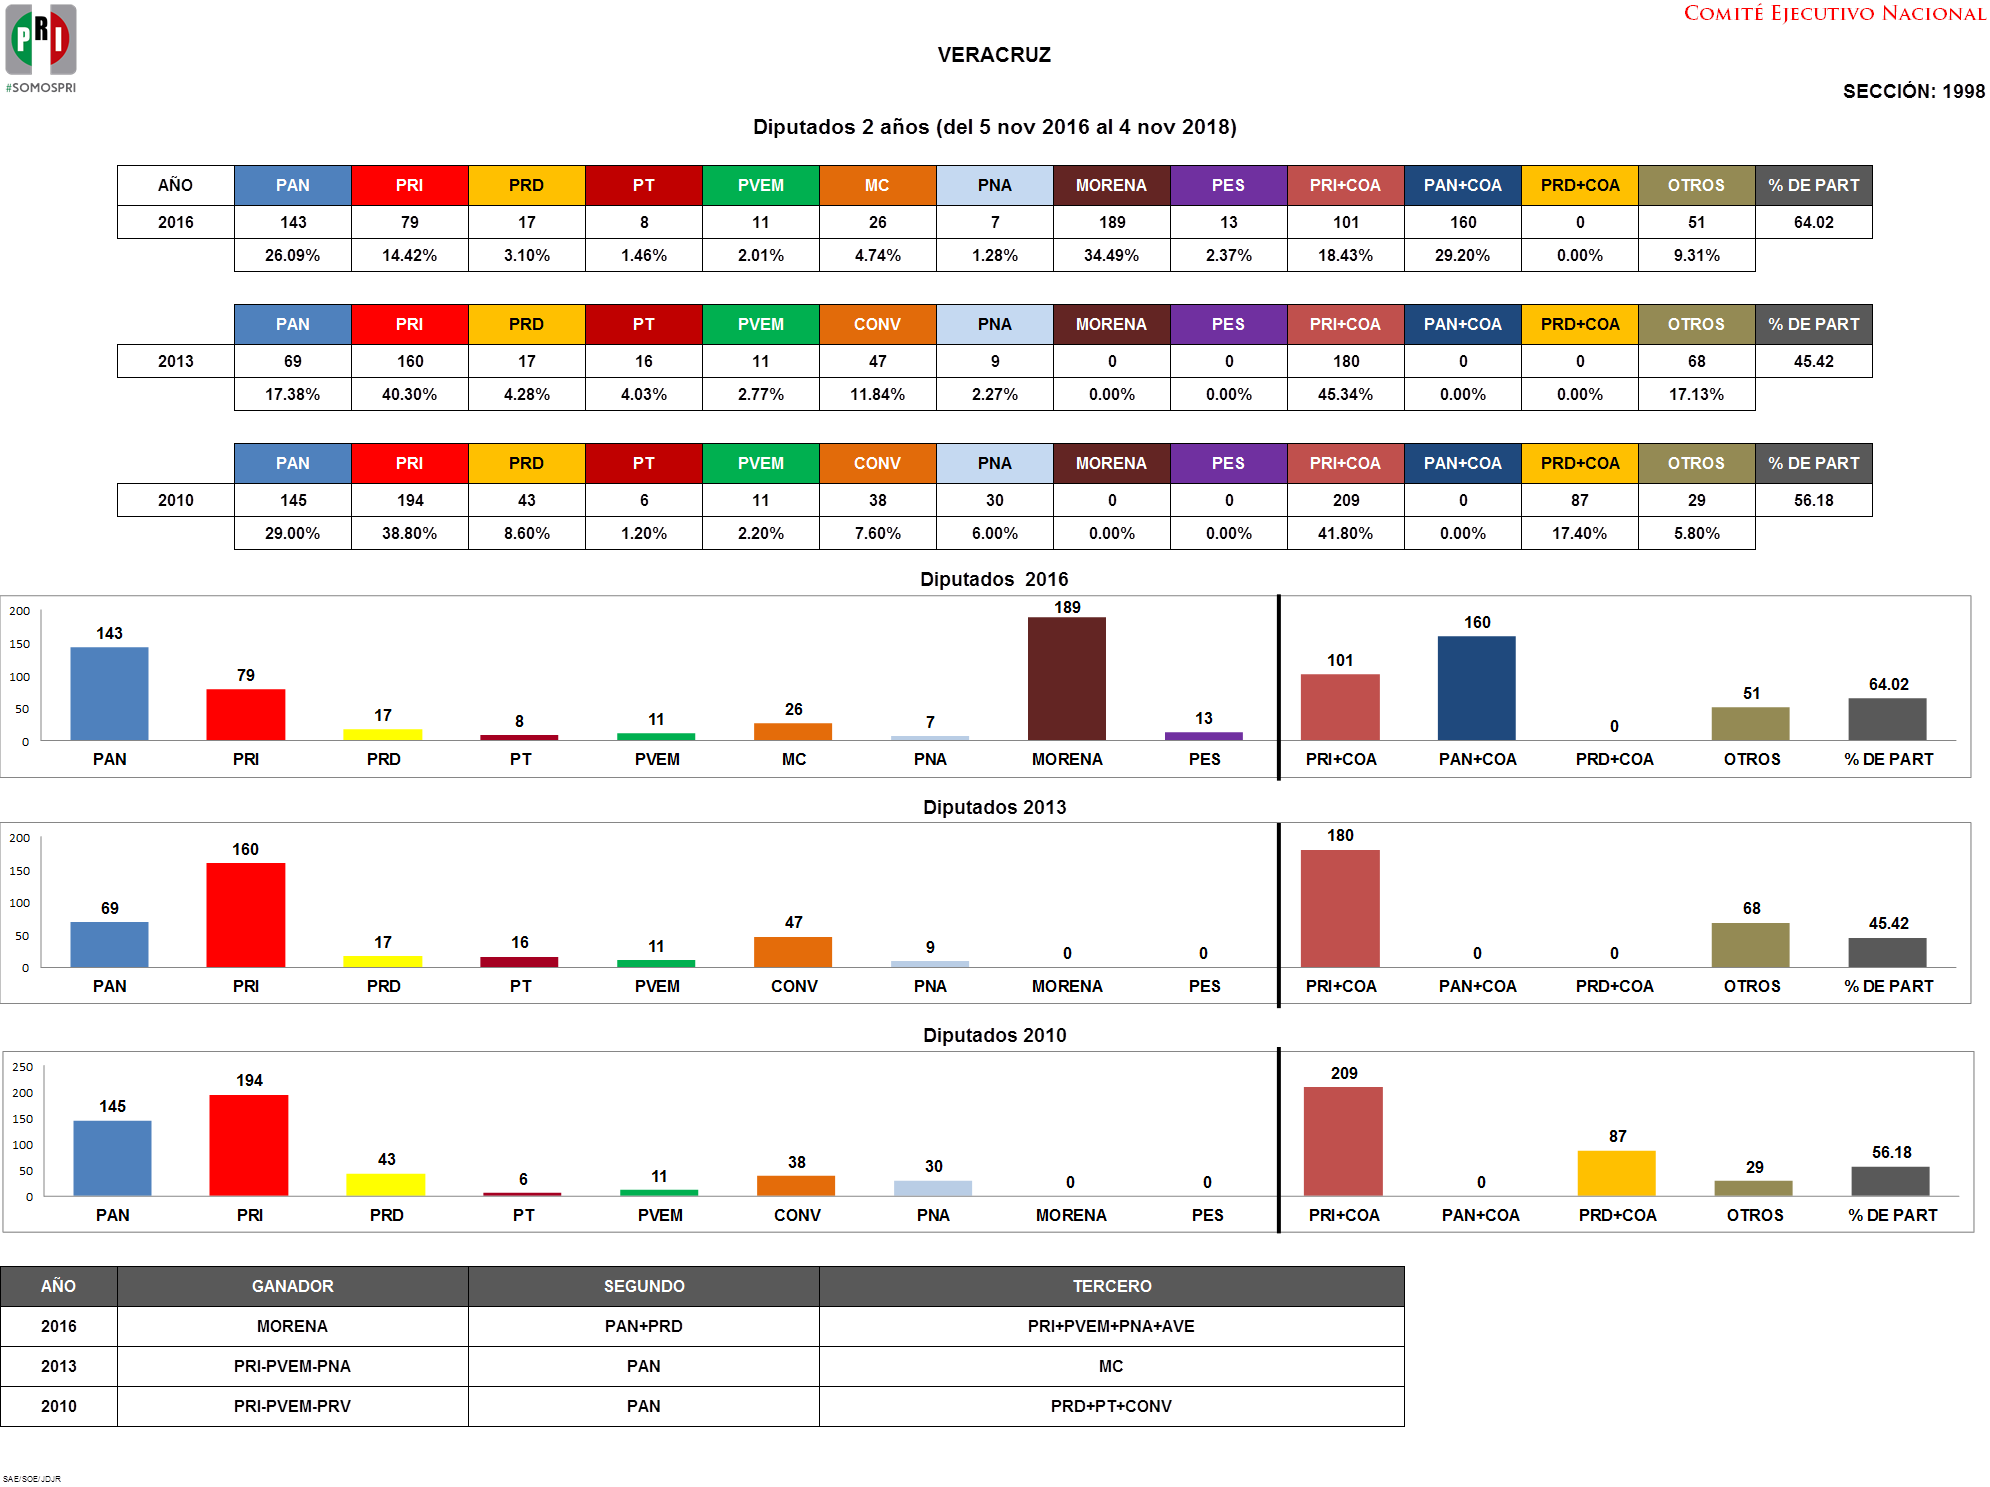 COMITÉ EJECUTIVO NACIONAL
PRI
#SOMOSPRI
VERACRUZ
SECCIÓN: 1998
Diputados 2 años (del 5 nov 2016 al 4 nov 2018)
AÑO PAN PRI PRD PT PVEM MC PNA MORENA PES PRI+COA PAN+COA PRD+COA OTROS % DE PART
2016 143 79 17 8 11 26 7 189 13 101 160 0 51 64.02
26.09% 14.42% 3.10% 1.46% 2.01% 4.74% 1.28% 34.49% 2.37% 18.43% 29.20% 0.00% 9.31%
PAN PRI PRD PT PVEM CONV PNA MORENA PES PRI+COA PAN+COA PRD+COA OTROS % DE PART
2013 69 160 17 16 11 47 9 0 0 180 0 0 68 45.42
17.38% 40.30% 4.28% 4.03% 2.77% 11.84% 2.27% 0.00% 0.00% 45.34% 0.00% 0.00% 17.13%
PAN PRI PRD PT PVEM CONV PNA MORENA PES PRI+COA PAN+COA PRD+COA OTROS % DE PART
2010 145 194 43 6 11 38 30 0 0 209 0 87 29 56.18
29.00% 38.80% 8.60% 1.20% 2.20% 7.60% 6.00% 0.00% 0.00% 41.80% 0.00% 17.40% 5.80%
Diputados 2016
200
150
100
50
0
143 79 17 8 11 26 7 189 13 101 160 0 51 64.02
PAN PRI PRD PT PVEM MC PNA MORENA PES PRI+COA PAN+COA PRD+COA OTROS % DE PART
Diputados 2013
200
150
100
50
0
69 160 17 16 11 47 9 0 0 180 0 0 68 45.42
PAN PRI PRD PT PVEM CONV PNA MORENA PES PRI+COA PAN+COA PRD+COA OTROS % DE PART
Diputados 2010
250
200
150
100
50
0
145 194 43 6 11 38 30 0 0 209 0 87 29 56.18
PAN PRI PRD PT PVEM CONV PNA MORENA PES PRI+COA PAN+COA PRD+COA OTROS % DE PART
AÑO GANADOR SEGUNDO TERCERO
2016 MORENA PAN+PRD PRI+PVEM+PNA+AVE
2013 PRI-PVEM-PNA PAN MC
2010 PRI-PVEM-PRV PAN PRD+PT+CONV
SAE/SOE/JDJR